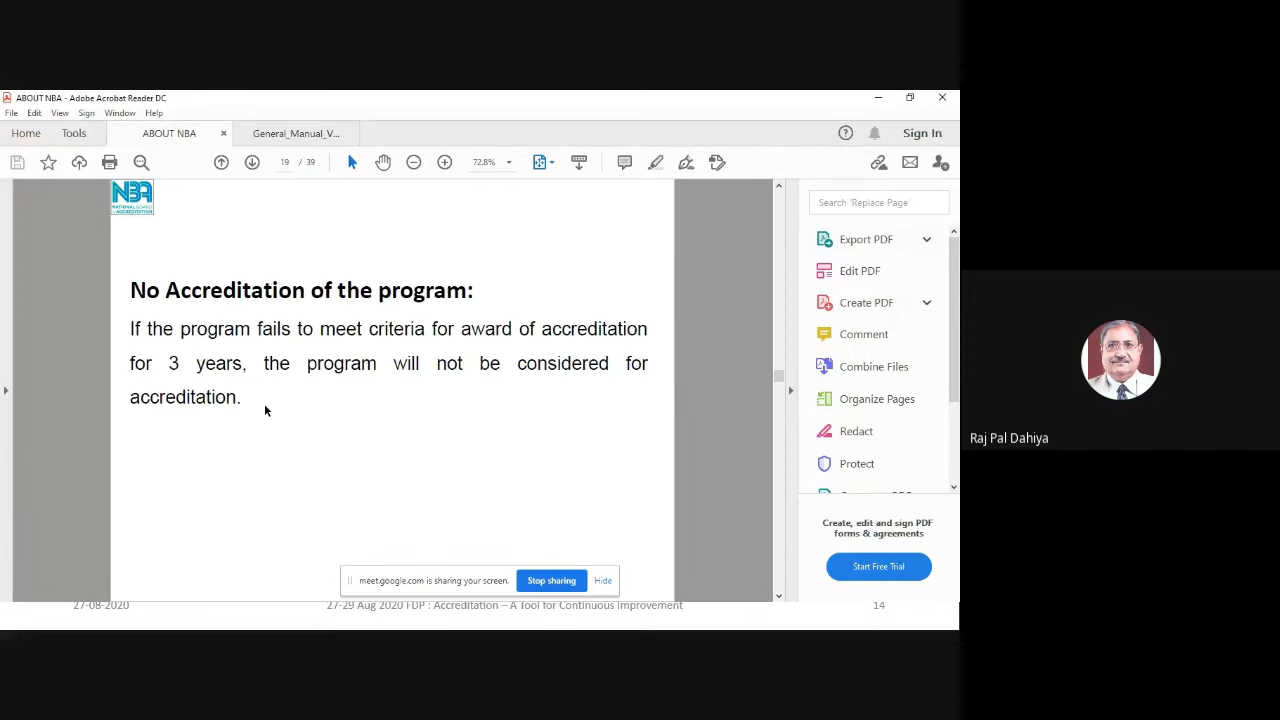 ABOUT NBA - Adobe Acrobat Reader DC
File Edit View Sign Window Help
Home Tools ABOUT NBA × General_Manual_V... Sign In
19 / 39 72.8%
NBA
NATIONAL BOARD
of ACCREDITATION
Search 'Replace Page'
No Accreditation of the program:
If the program fails to meet criteria for award of accreditation
for 3 years, the program will not be considered for
accreditation.
Export PDF
Edit PDF
Create PDF
Comment
Combine Files
Organize Pages
Redact
Protect
Create, edit and sign PDF
forms & agreements
Start Free Trial
meet.google.com is sharing your screen. Stop sharing Hide
27-08-2020 27-29 Aug 2020 FDP : Accreditation – A Tool for Continuous Improvement 14
Raj Pal Dahiya